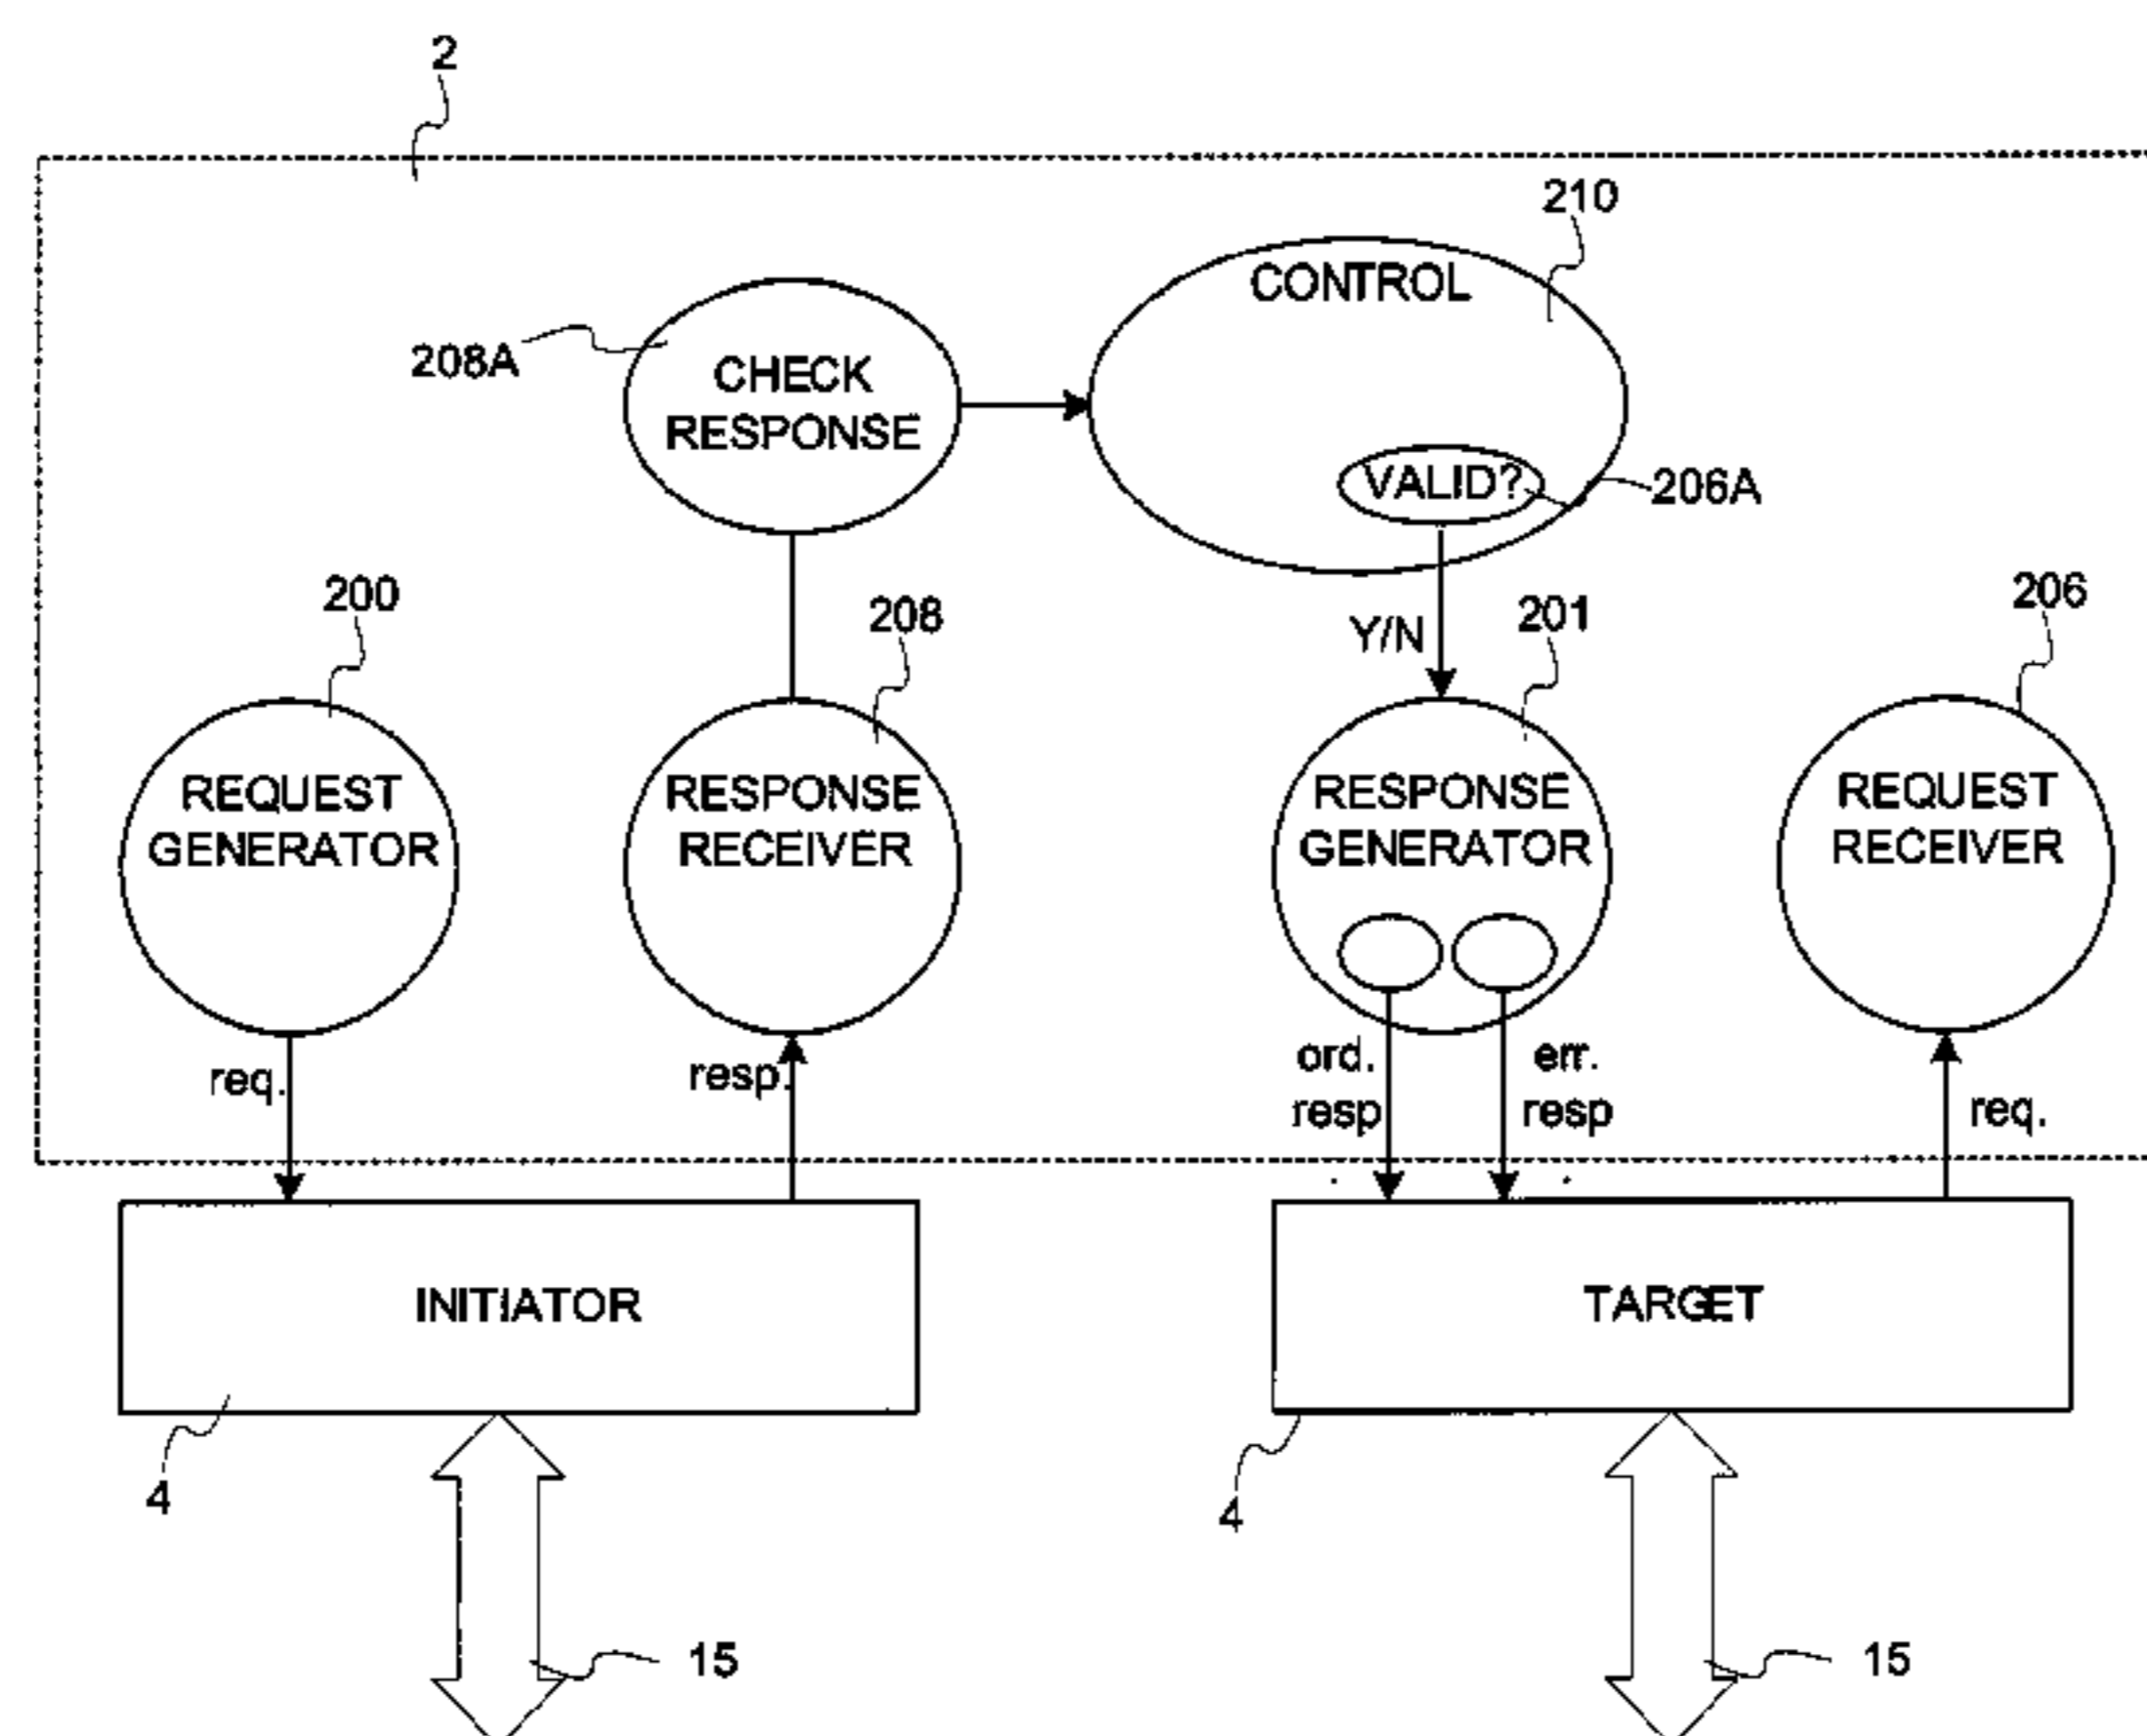 2
210
CONTROL
208A
CHECK
RESPONSE
VALID?
206A
200
208
Y/N
201
206
REQUEST
GENERATOR
RESPONSE
RECEIVER
RESPONSE
GENERATOR
REQUEST
RECEIVER
req.
resp.
ord.
resp
err.
resp
req.
INITIATOR
TARGET
4
4
15
15